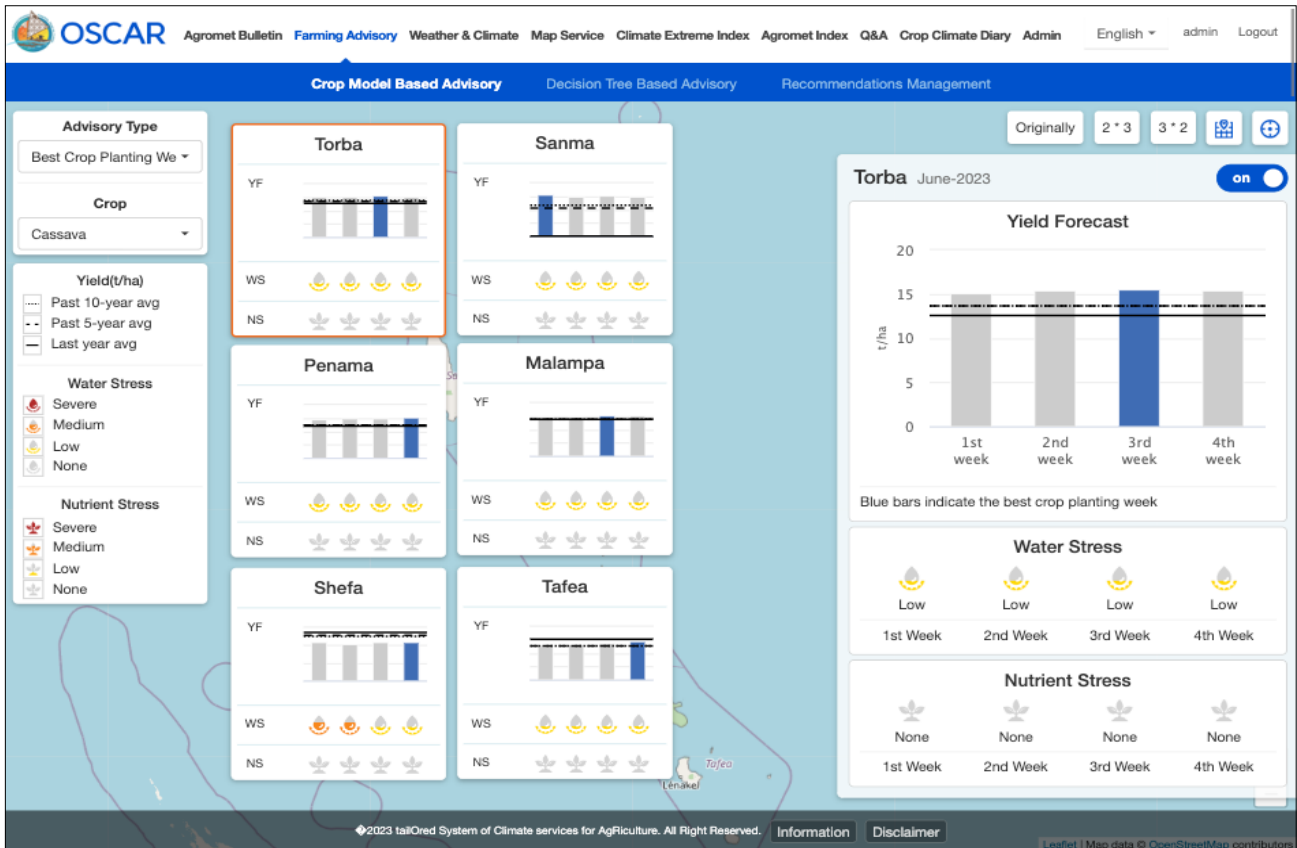 OSCAR
Agromet Bulletin Farming Advisory Weather & Climate Map Service Climate Extreme Index Agromet Index Q&A Crop Climate Diary Admin English admin Logout
Crop Model Based Advisory Decision Tree Based Advisory Recommendations Management
Advisory Type
Best Crop Planting We
Crop
Cassava
Yield(t/ha)
Past 10-year avg
Past 5-year avg
Last year avg
Water Stress
Severe
Medium
Low
None
Nutrient Stress
Severe
Medium
Low
None
Torba
YF
WS
NS
Sanma
YF
WS
NS
Penama
YF
WS
NS
Malampa
YF
WS
NS
Shefa
YF
WS
NS
Tafea
YF
WS
NS
Tafea
Lenakel
Originally 2 * 3 3 * 2
Torba June-2023 on
Yield Forecast
20
15
10
5
0
t/ha
1st week 2nd week 3rd week 4th week
Blue bars indicate the best crop planting week
Water Stress
Low Low Low Low
1st Week 2nd Week 3rd Week 4th Week
Nutrient Stress
None None None None
1st Week 2nd Week 3rd Week 4th Week
�2023 tailOred System of Climate services for AgRiculture. All Right Reserved. Information Disclaimer
Leaflet | Map data © OpenStreetMap contributors